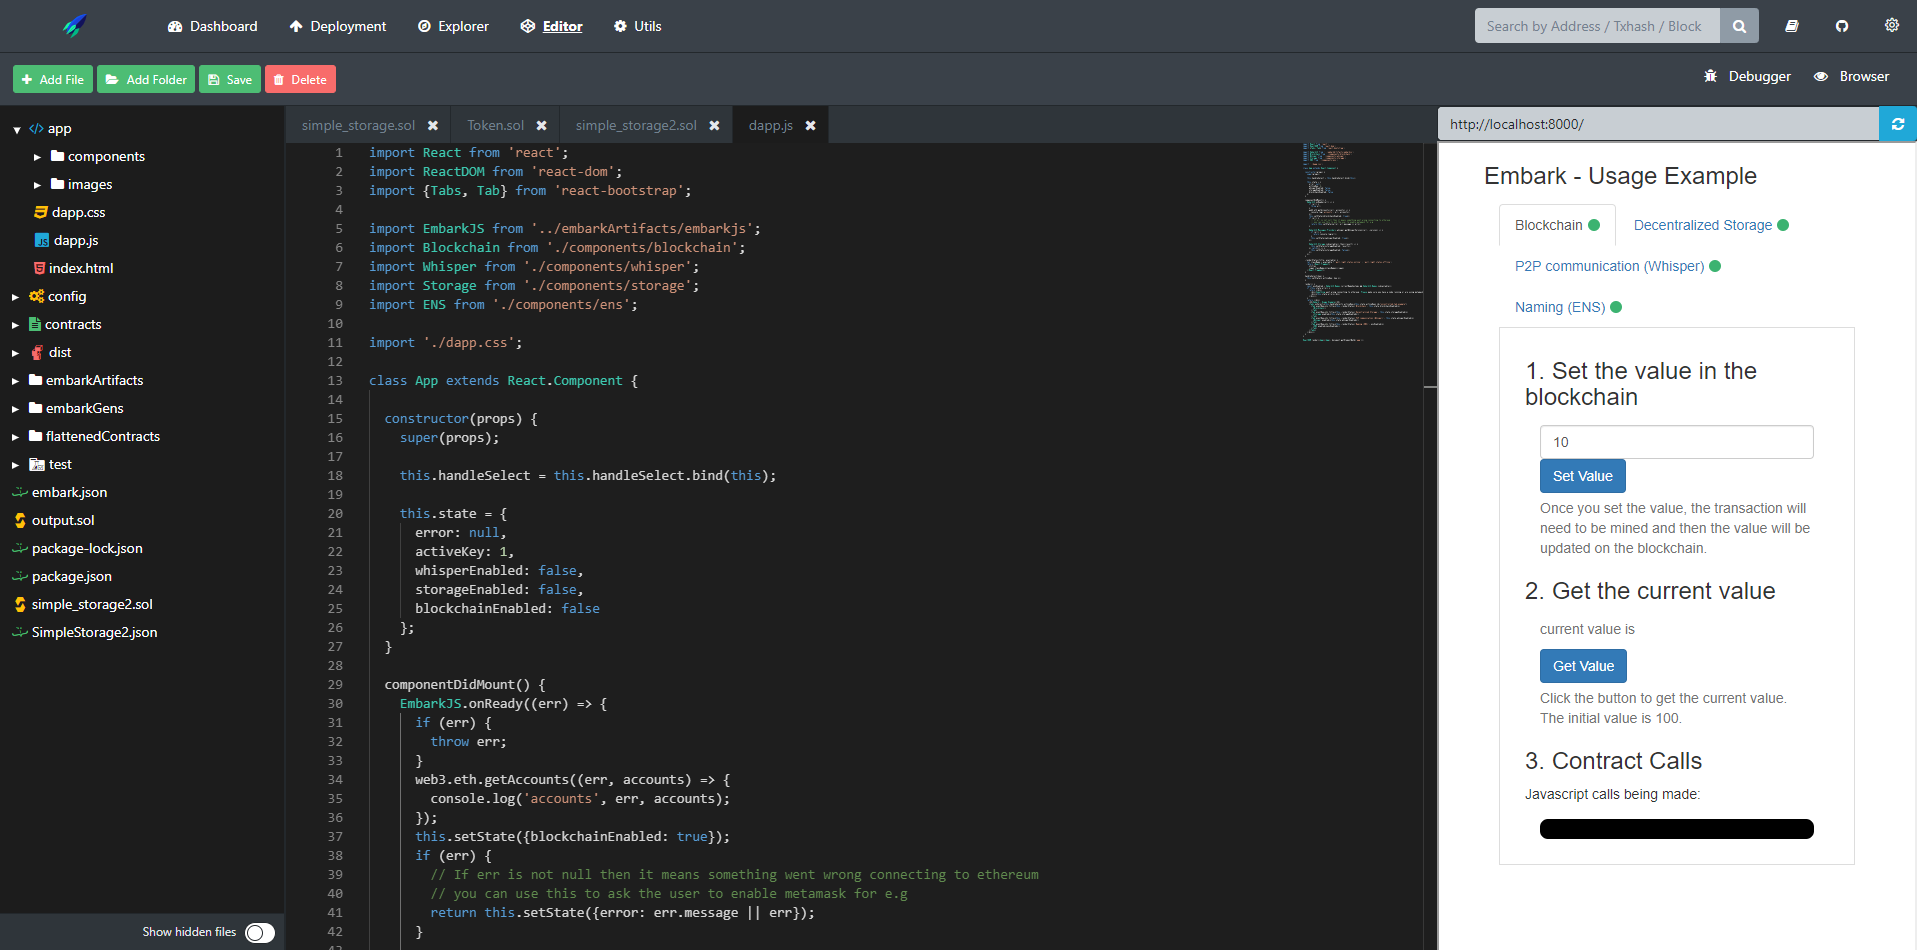 Dashboard Deployment Explorer Editor Utils Search by Address / Txhash / Block
Add File Add Folder Save Delete Debugger Browser
app
components
images
dapp.css
dapp.js
index.html
config
contracts
dist
embarkArtifacts
embarkGens
flattenedContracts
test
embark.json
output.sol
package-lock.json
package.json
simple_storage2.sol
SimpleStorage2.json
Show hidden files
simple_storage.sol Token.sol simple_storage2.sol dapp.js
1 import React from 'react';
2 import ReactDOM from 'react-dom';
3 import {Tabs, Tab} from 'react-bootstrap';
4
5 import EmbarkJS from '../embarkArtifacts/embarkjs';
6 import Blockchain from './components/blockchain';
7 import Whisper from './components/whisper';
8 import Storage from './components/storage';
9 import ENS from './components/ens';
10
11 import './dapp.css';
12
13 class App extends React.Component {
14
15 constructor(props) {
16 super(props);
17
18 this.handleSelect = this.handleSelect.bind(this);
19
20 this.state = {
21 error: null,
22 activeKey: 1,
23 whisperEnabled: false,
24 storageEnabled: false,
25 blockchainEnabled: false
26 };
27 }
28
29 componentDidMount() {
30 EmbarkJS.onReady((err) => {
31 if (err) {
32 throw err;
33 }
34 web3.eth.getAccounts((err, accounts) => {
35 console.log('accounts', err, accounts);
36 });
37 this.setState({blockchainEnabled: true});
38 if (err) {
39 // If err is not null then it means something went wrong connecting to ethereum
40 // you can use this to ask the user to enable metamask for e.g
41 return this.setState({error: err.message || err});
42 }
http://localhost:8000/
Embark - Usage Example
Blockchain Decentralized Storage
P2P communication (Whisper)
Naming (ENS)
1. Set the value in the
blockchain
10
Set Value
Once you set the value, the transaction will
need to be mined and then the value will be
updated on the blockchain.
2. Get the current value
current value is
Get Value
Click the button to get the current value.
The initial value is 100.
3. Contract Calls
Javascript calls being made: